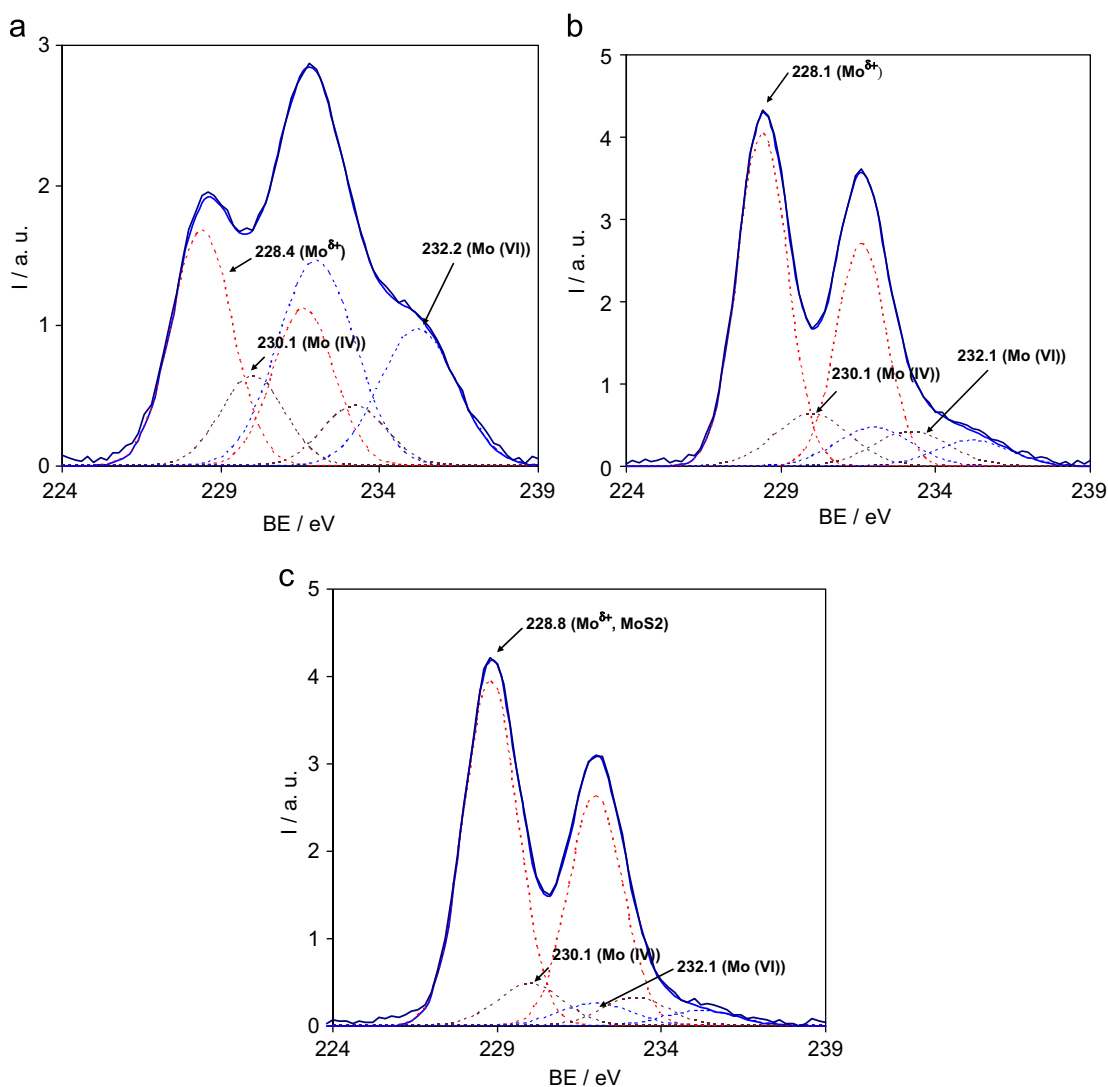 a
3
2
1
0
I / a. u.
228.4 (Moδ+)
232.2 (Mo (VI))
230.1 (Mo (IV))
224
229
234
239
BE / eV
b
5
4
3
2
1
0
I / a. u.
228.1 (Moδ+)
230.1 (Mo (IV))
232.1 (Mo (VI))
224
229
234
239
BE / eV
c
5
4
3
2
1
0
I / a. u.
228.8 (Moδ+, MoS2)
230.1 (Mo (IV))
232.1 (Mo (VI))
224
229
234
239
BE / eV